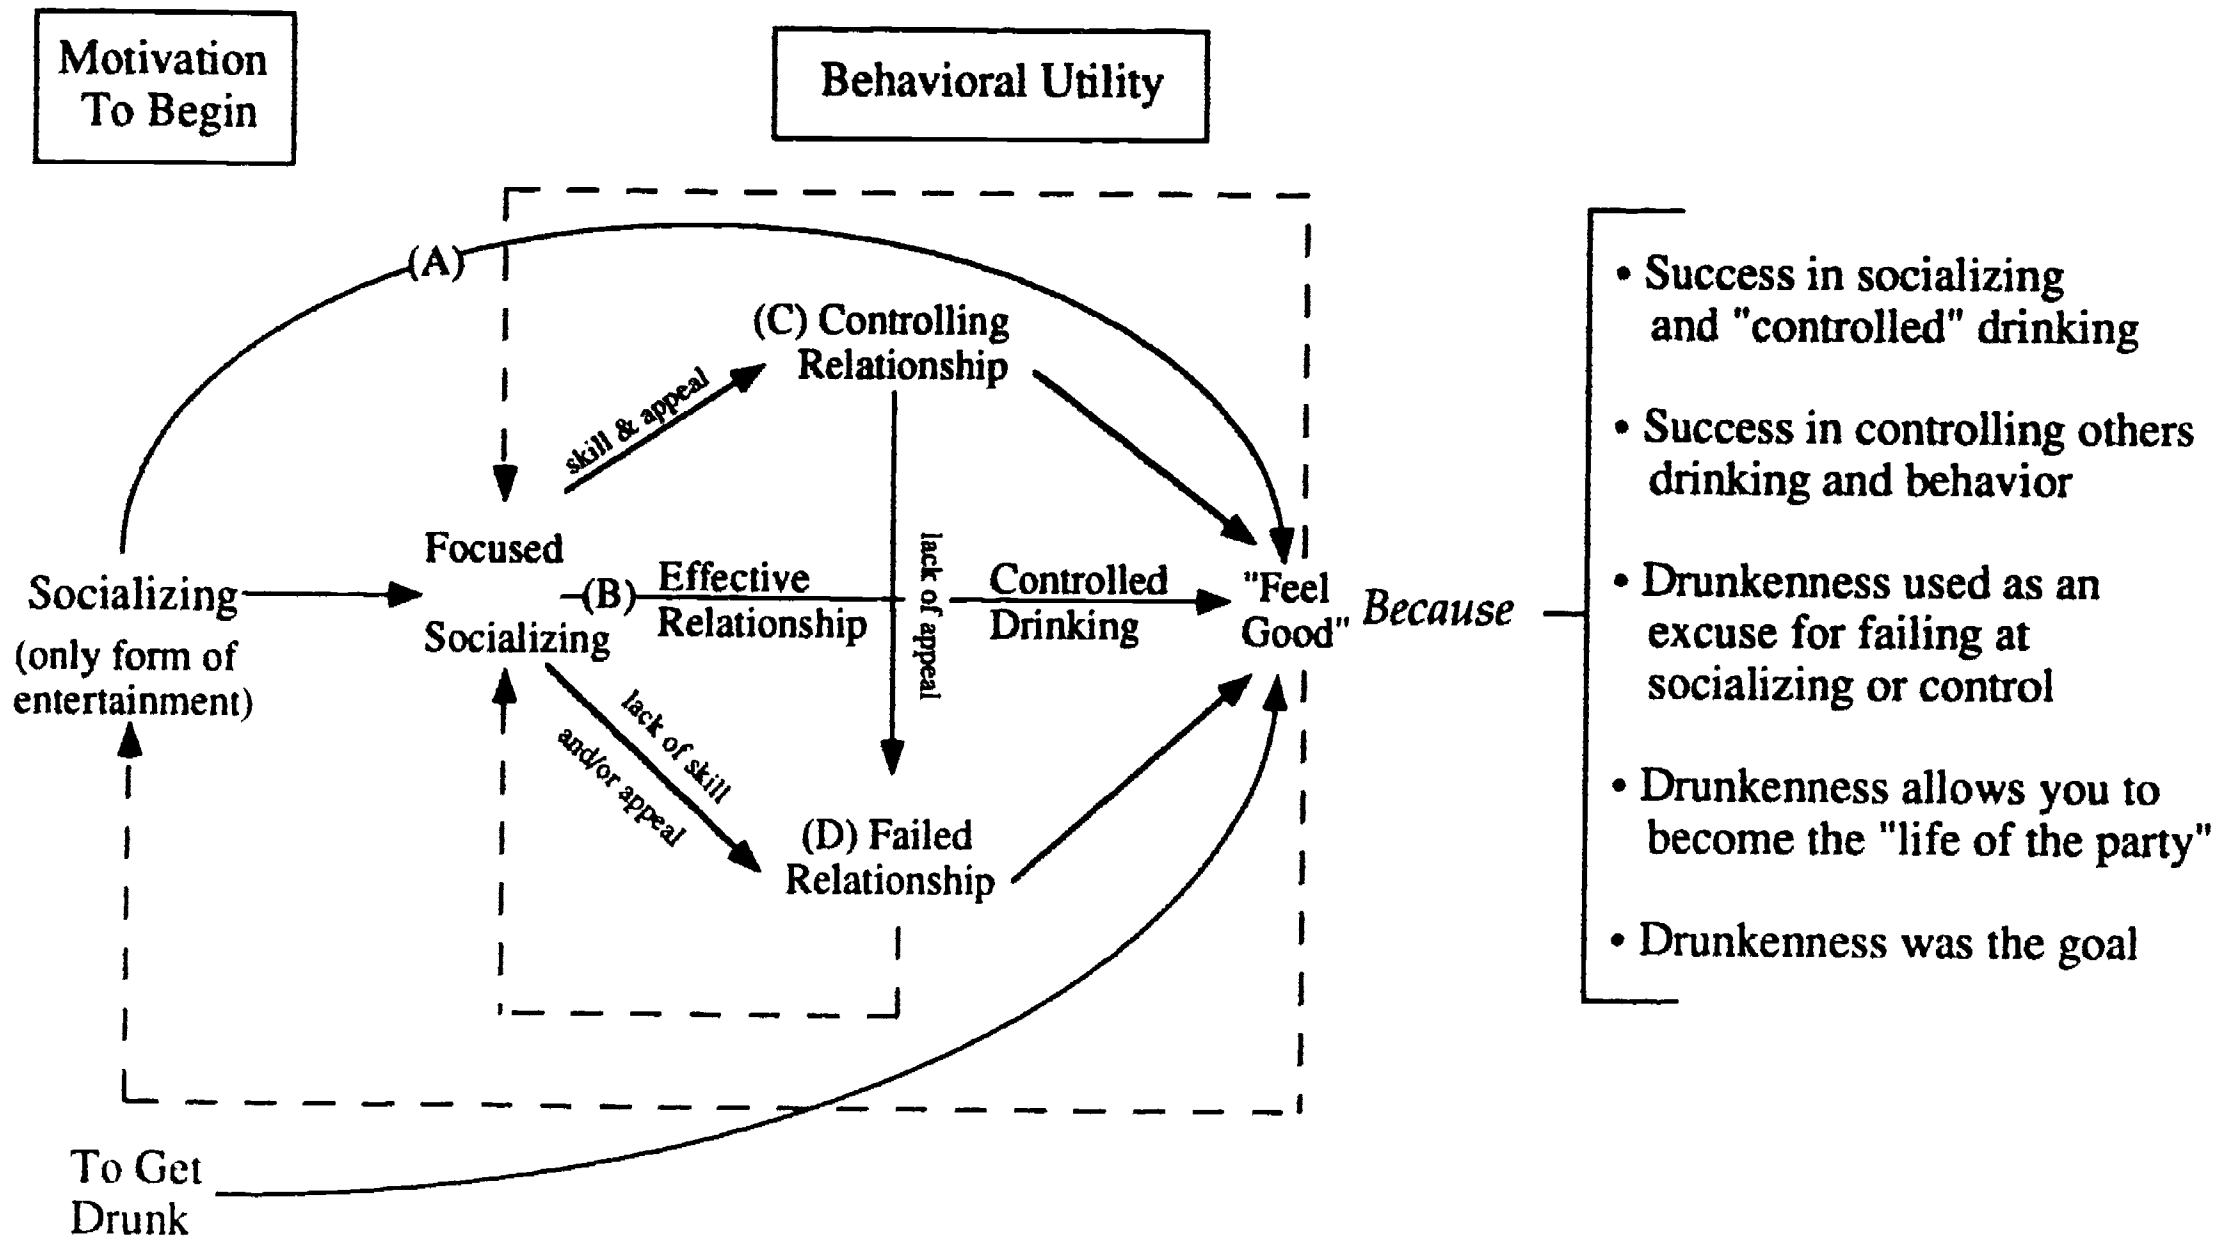 Motivation
To Begin
Behavioral Utility
(A)
(C) Controlling
Relationship
skill & appeal
Focused
Socializing
Socializing
(only form of
entertainment)
(B)
Effective
Relationship
lack of appeal
Controlled
Drinking
"Feel
Good"
Because
lack of skill
and/or appeal
(D) Failed
Relationship
To Get
Drunk
• Success in socializing
and "controlled" drinking
• Success in controlling others
drinking and behavior
• Drunkenness used as an
excuse for failing at
socializing or control
• Drunkenness allows you to
become the "life of the party"
• Drunkenness was the goal